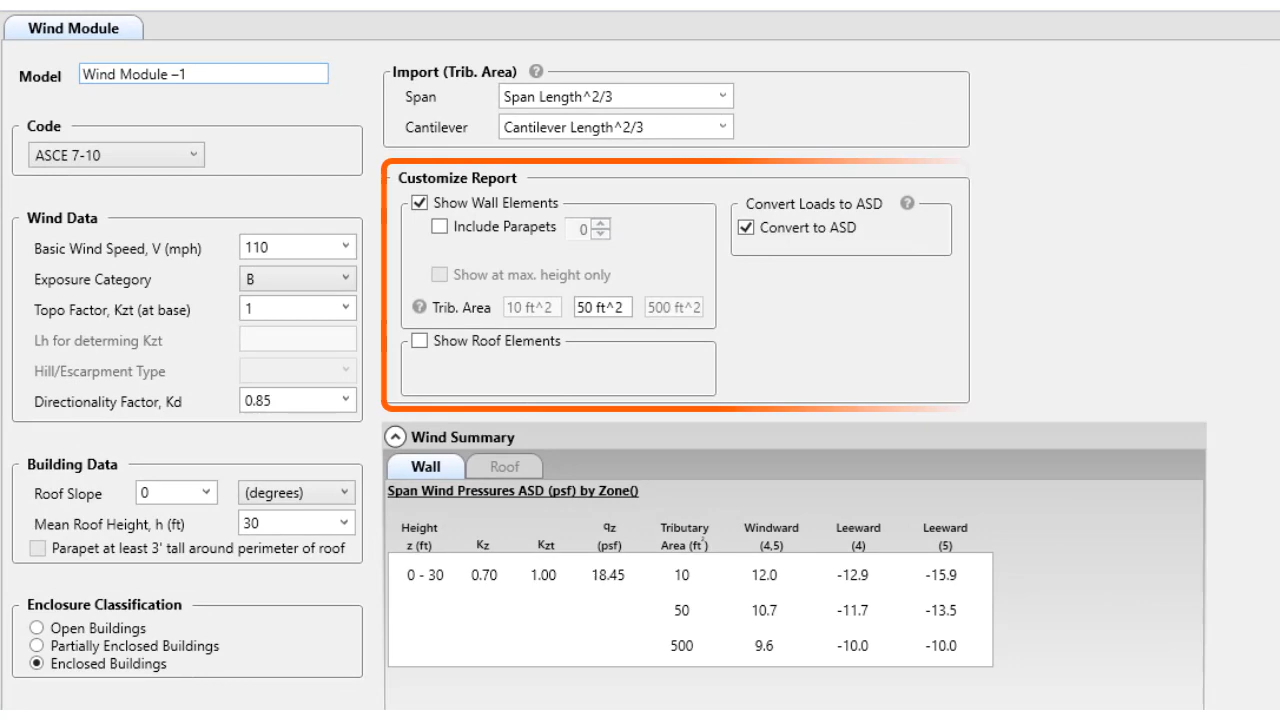 Wind Module
Model Wind Module –1
Code
ASCE 7-10
Wind Data
Basic Wind Speed, V (mph) 110
Exposure Category B
Topo Factor, Kzt (at base) 1
Lh for determing Kzt
Hill/Escarpment Type
Directionality Factor, Kd 0.85
Building Data
Roof Slope 0 (degrees)
Mean Roof Height, h (ft) 30
Parapet at least 3' tall around perimeter of roof
Enclosure Classification
Open Buildings
Partially Enclosed Buildings
Enclosed Buildings
Import (Trib. Area) ?
Span Span Length^2/3
Cantilever Cantilever Length^2/3
Customize Report
Show Wall Elements
Include Parapets 0
Show at max. height only
? Trib. Area 10 ft^2 50 ft^2 500 ft^2
Show Roof Elements
Convert Loads to ASD ?
Convert to ASD
Wind Summary
Wall Roof
Span Wind Pressures ASD (psf) by Zone()
Height qz Tributary Windward Leeward Leeward
z (ft) Kz Kzt (psf) Area (ft²) (4,5) (4) (5)
0 - 30 0.70 1.00 18.45 10 12.0 -12.9 -15.9
50 10.7 -11.7 -13.5
500 9.6 -10.0 -10.0